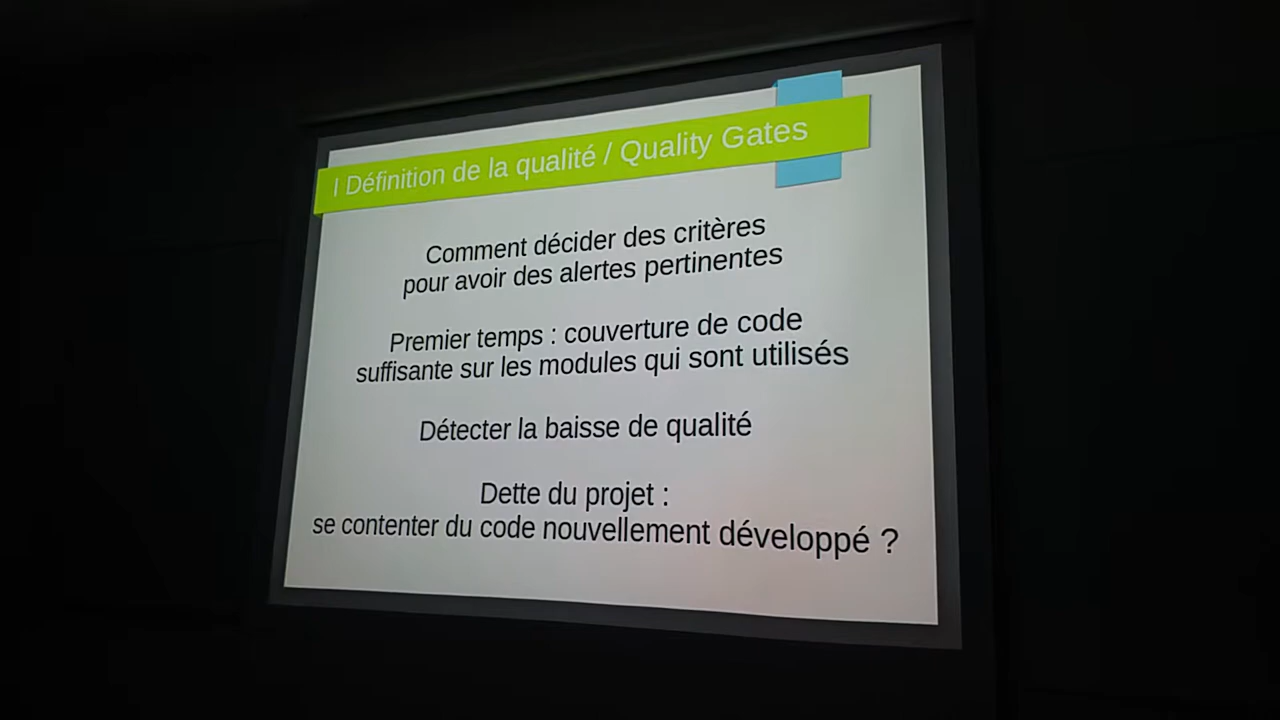 I Définition de la qualité / Quality Gates
Comment décider des critères
pour avoir des alertes pertinentes
Premier temps : couverture de code
suffisante sur les modules qui sont utilisés
Détecter la baisse de qualité
Dette du projet :
se contenter du code nouvellement développé ?